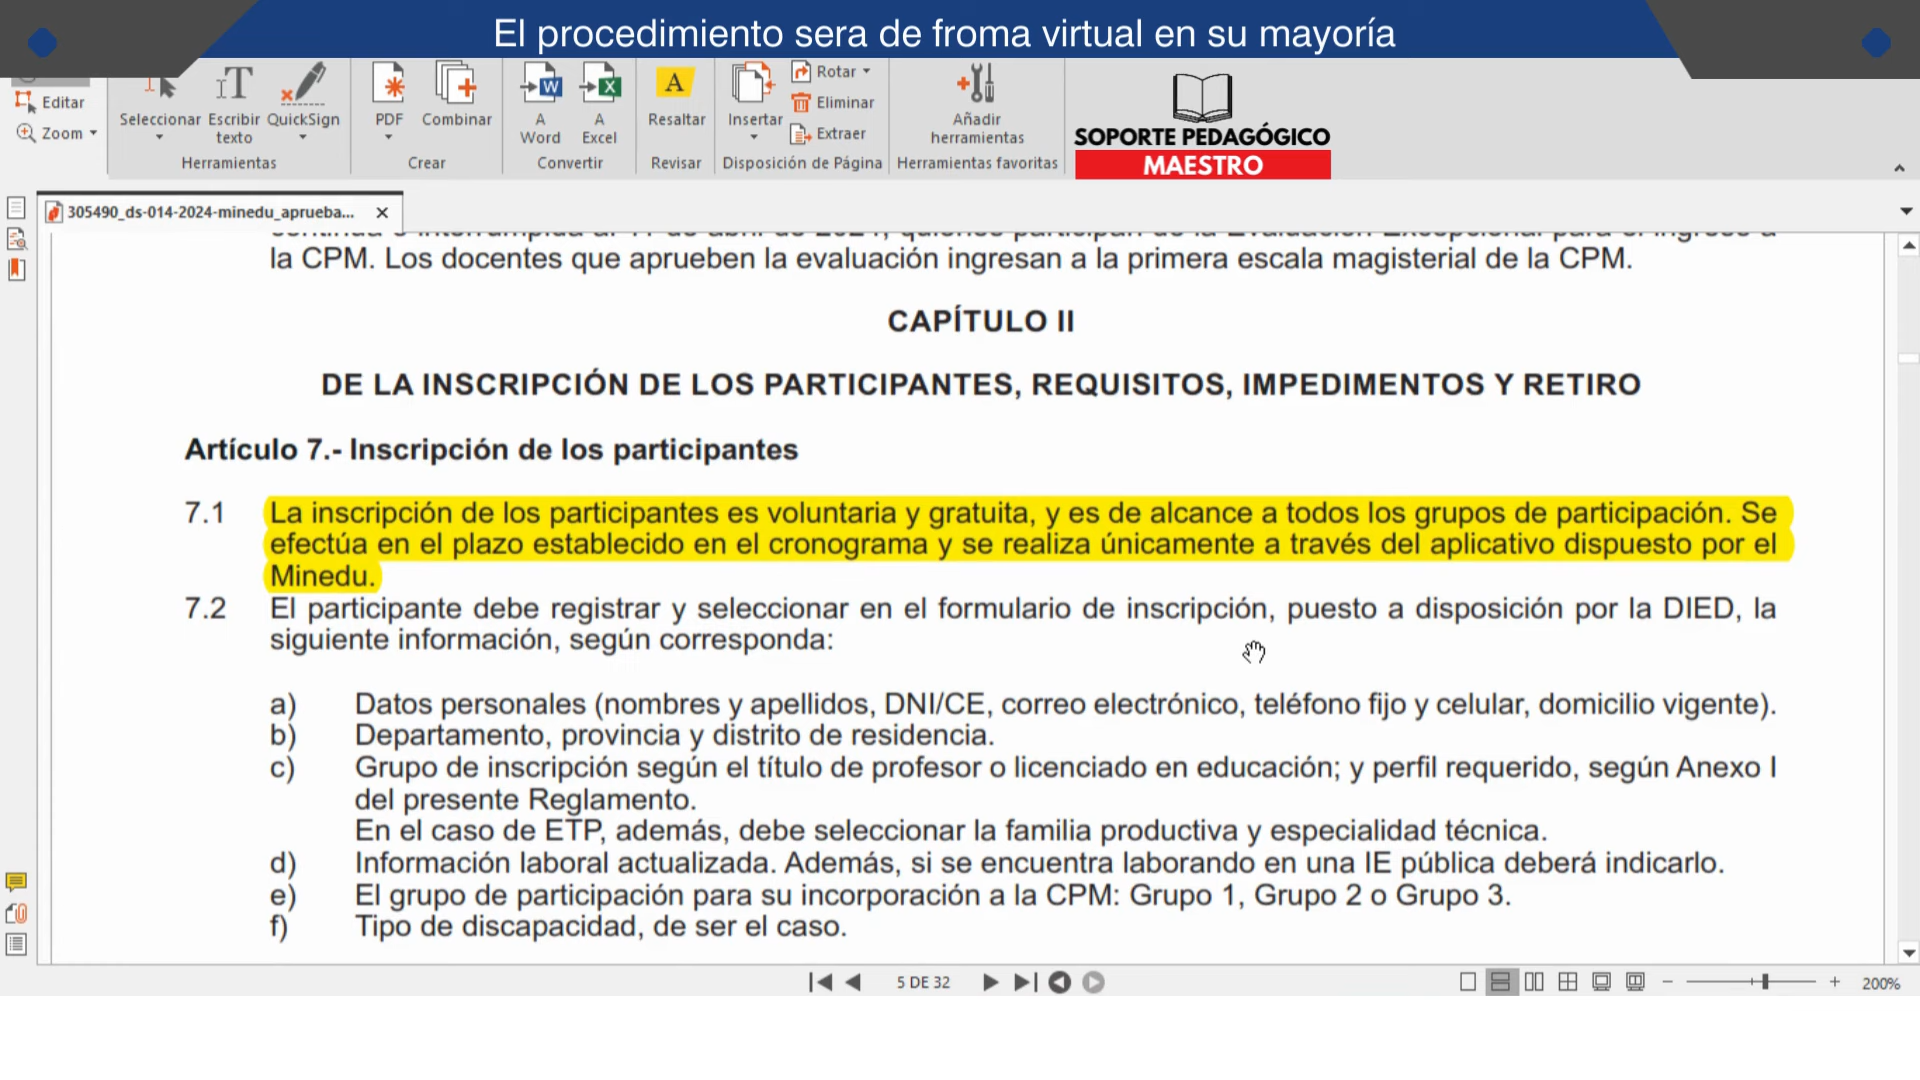 El procedimiento sera de froma virtual en su mayoría
Editar
Zoom
Seleccionar
Escribir texto
QuickSign
Herramientas
PDF
Combinar
Crear
A Word
A Excel
Convertir
Resaltar
Revisar
Insertar
Rotar
Eliminar
Extraer
Disposición de Página
Añadir herramientas
Herramientas favoritas
SOPORTE PEDAGÓGICO
MAESTRO
305490_ds-014-2024-minedu_aprueba...
la CPM. Los docentes que aprueben la evaluación ingresan a la primera escala magisterial de la CPM.
CAPÍTULO II
DE LA INSCRIPCIÓN DE LOS PARTICIPANTES, REQUISITOS, IMPEDIMENTOS Y RETIRO
Artículo 7.- Inscripción de los participantes
7.1 La inscripción de los participantes es voluntaria y gratuita, y es de alcance a todos los grupos de participación. Se
efectúa en el plazo establecido en el cronograma y se realiza únicamente a través del aplicativo dispuesto por el
Minedu.
7.2 El participante debe registrar y seleccionar en el formulario de inscripción, puesto a disposición por la DIED, la
siguiente información, según corresponda:
a) Datos personales (nombres y apellidos, DNI/CE, correo electrónico, teléfono fijo y celular, domicilio vigente).
b) Departamento, provincia y distrito de residencia.
c) Grupo de inscripción según el título de profesor o licenciado en educación; y perfil requerido, según Anexo I
del presente Reglamento.
En el caso de ETP, además, debe seleccionar la familia productiva y especialidad técnica.
d) Información laboral actualizada. Además, si se encuentra laborando en una IE pública deberá indicarlo.
e) El grupo de participación para su incorporación a la CPM: Grupo 1, Grupo 2 o Grupo 3.
f) Tipo de discapacidad, de ser el caso.
5 DE 32
200%